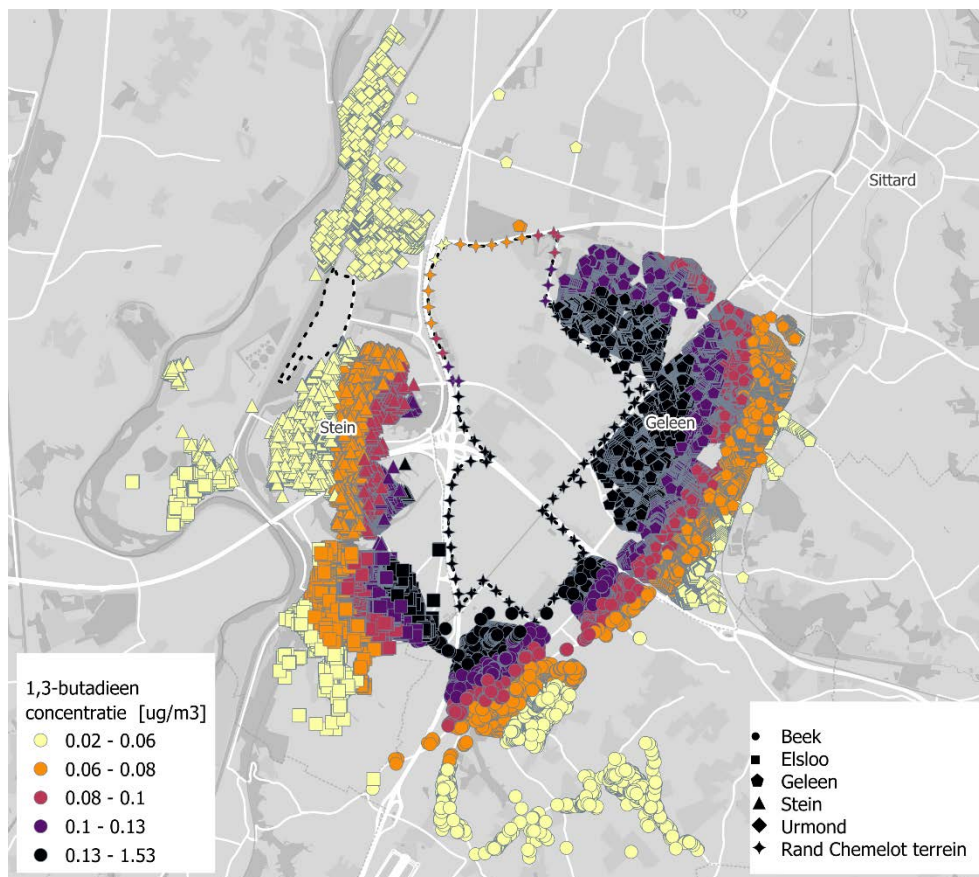 Sittard
Stein
Geleen
1,3-butadieen
concentratie [ug/m3]
0.02 - 0.06
0.06 - 0.08
0.08 - 0.1
0.1 - 0.13
0.13 - 1.53
Beek
Elsloo
Geleen
Stein
Urmond
Rand Chemelot terrein